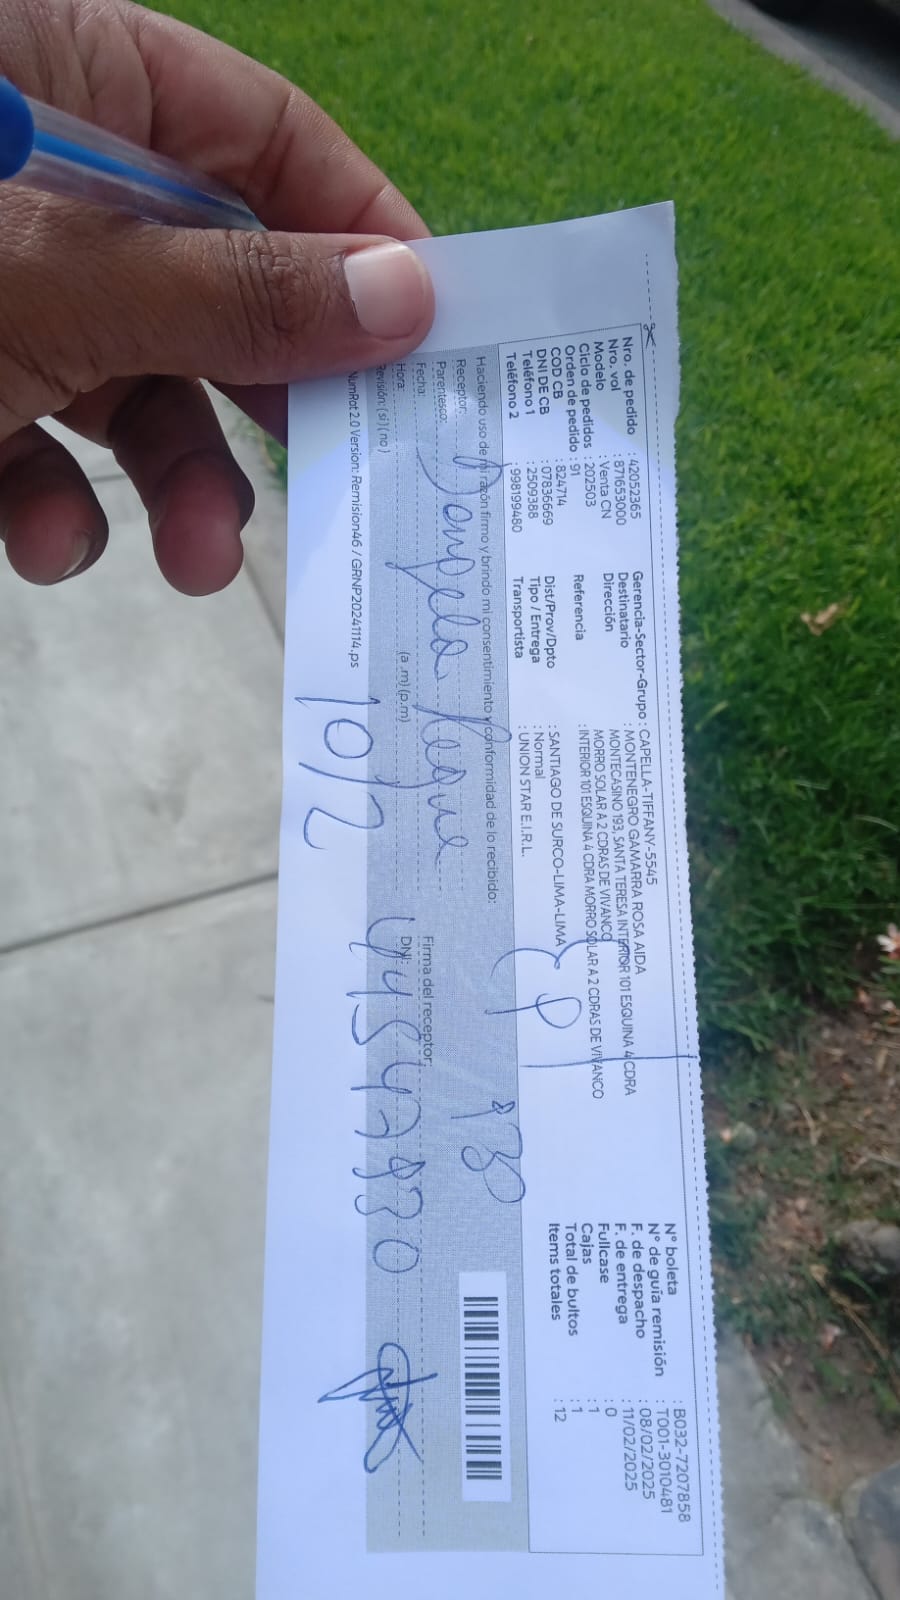 Nro. de pedido : 42052365
Nro. vol : 871653000
Modelo : Venta CN
Ciclo de pedidos : 202503
Orden de pedido : 91
COD CB : 824714
DNI DE CB : 07836669
Teléfono 1 : 2509388
Teléfono 2 : 998199480
Gerencia-Sector-Grupo : CAPELLA-TIFFANY-5545
Destinatario : MONTENEGRO GAMARRA ROSA AIDA
Dirección : MONTECASINO 193, SANTA TERESA INTERIOR 101 ESQUINA 4 CDRA
MORRO SOLAR A 2 CDRAS DE VIVANCO
Referencia : INTERIOR 101 ESQUINA 4 CDRA MORRO SOLAR A 2 CDRAS DE VIVANCO
Dist/Prov/Dpto : SANTIAGO DE SURCO-LIMA-LIMA
Tipo / Entrega : Normal
Transportista : UNION STAR E.I.R.L.
N° boleta : B032-7207858
N° de guía remisión : T001-3010481
F. de despacho : 08/02/2025
F. de entrega : 11/02/2025
Fullcase : 0
Cajas : 1
Total de bultos : 1
Items totales : 12
Haciendo uso de mi razón firmo y brindo mi consentimiento y conformidad de lo recibido:
Receptor:
Parentesco:
Fecha:
Hora: (a .m) (p.m)
Revisión: (si) (no)
Firma del receptor:
DNI:
10/2
NumRot 2.0 Version: Remision46 / GRNP20241114.ps